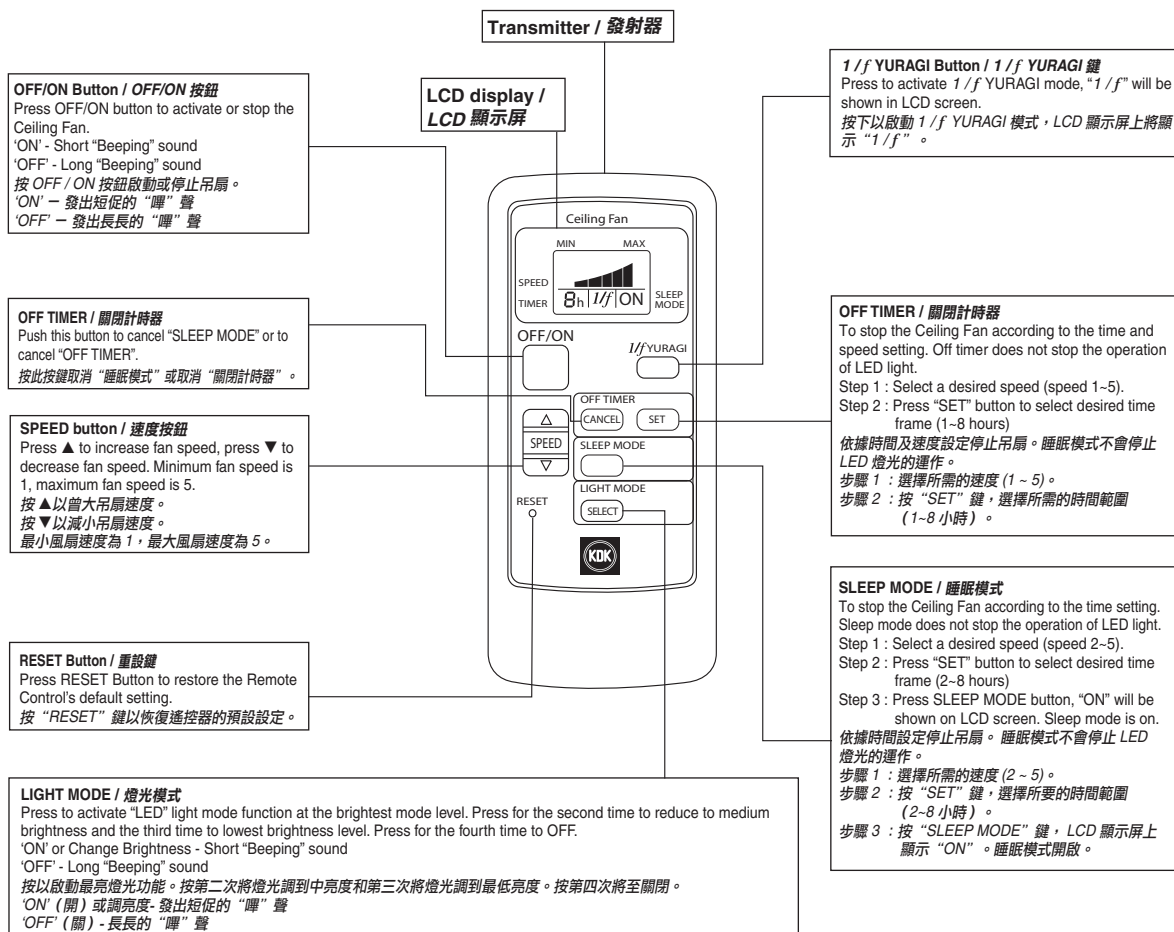 Transmitter / 發射器
LCD display /
LCD 顯示屏
OFF/ON Button / OFF/ON 按鈕
Press OFF/ON button to activate or stop the
Ceiling Fan.
‘ON’ - Short “Beeping” sound
‘OFF’ - Long “Beeping” sound
按 OFF / ON 按鈕啟動或停止吊扇。
‘ON’ – 發出短促的“嗶”聲
‘OFF’ – 發出長長的“嗶”聲
OFF TIMER / 關閉計時器
Push this button to cancel “SLEEP MODE” or to
cancel “OFF TIMER”.
按此按鍵取消“睡眠模式”或取消“關閉計時器”。
SPEED button / 速度按鈕
Press ▲ to increase fan speed, press ▼ to
decrease fan speed. Minimum fan speed is
1, maximum fan speed is 5.
按 ▲以曾大吊扇速度。
按 ▼以減小吊扇速度。
最小風扇速度為 1，最大風扇速度為 5。
RESET Button / 重設鍵
Press RESET Button to restore the Remote
Control’s default setting.
按“RESET”鍵以恢復遙控器的預設設定。
LIGHT MODE / 燈光模式
Press to activate “LED” light mode function at the brightest mode level. Press for the second time to reduce to medium
brightness and the third time to lowest brightness level. Press for the fourth time to OFF.
‘ON’ or Change Brightness - Short “Beeping” sound
‘OFF’ - Long “Beeping” sound
按以啟動最亮燈光功能。按第二次將燈光調到中亮度和第三次將燈光調到最低亮度。按第四次將至關閉。
‘ON’（開）或調亮度- 發出短促的“嗶”聲
‘OFF’（關）- 長長的“嗶”聲
Ceiling Fan
MIN MAX
SPEED
TIMER 8h 1/f ON SLEEP
MODE
OFF/ON
1/f YURAGI
OFF TIMER
CANCEL SET
△
SPEED
▽
SLEEP MODE
LIGHT MODE
SELECT
RESET
KDK
1/f YURAGI Button / 1/f YURAGI 鍵
Press to activate 1/f YURAGI mode, “1/f” will be
shown in LCD screen.
按下以啟動 1/f YURAGI 模式，LCD 顯示屏上將顯
示“1/f”。
OFF TIMER / 關閉計時器
To stop the Ceiling Fan according to the time and
speed setting. Off timer does not stop the operation
of LED light.
Step 1 : Select a desired speed (speed 1~5).
Step 2 : Press “SET” button to select desired time
frame (1~8 hours)
依據時間及速度設定停止吊扇。睡眠模式不會停止
LED 燈光的運作。
步驟 1 ：選擇所需的速度 (1 ~ 5)。
步驟 2 ：按“SET”鍵，選擇所需的時間範圍
（1~8 小時）。
SLEEP MODE / 睡眠模式
To stop the Ceiling Fan according to the time setting.
Sleep mode does not stop the operation of LED light.
Step 1 : Select a desired speed (speed 2~5).
Step 2 : Press “SET” button to select desired time
frame (2~8 hours)
Step 3 : Press SLEEP MODE button, “ON” will be
shown on LCD screen. Sleep mode is on.
依據時間設定停止吊扇。 睡眠模式不會停止 LED
燈光的運作。
步驟 1 ：選擇所需的速度 (2 ~ 5)。
步驟 2 ：按“SET”鍵，選擇所要的時間範圍
（2~8 小時）。
步驟 3 ：按“SLEEP MODE”鍵， LCD 顯示屏上
顯示“ON”。睡眠模式開啟。